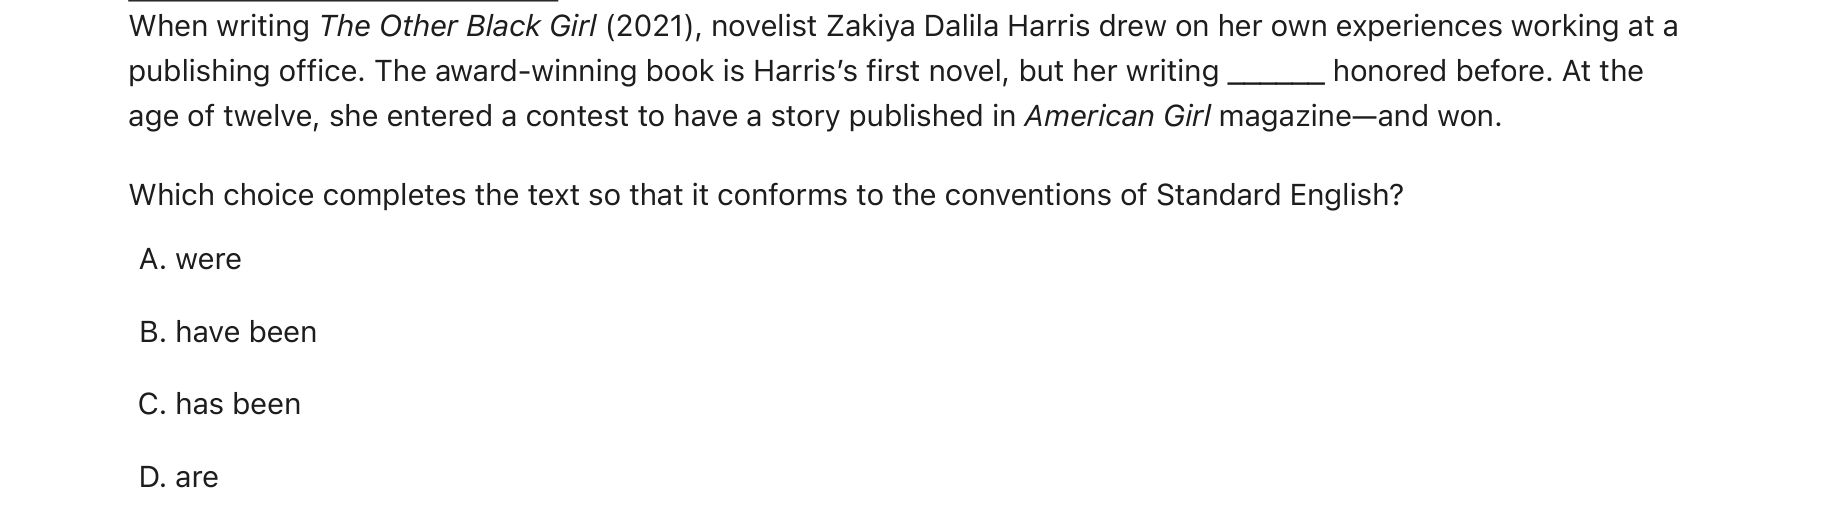 When writing The Other Black Girl (2021), novelist Zakiya Dalila Harris drew on her own experiences working at a
publishing office. The award-winning book is Harris’s first novel, but her writing ______ honored before. At the
age of twelve, she entered a contest to have a story published in American Girl magazine—and won.
Which choice completes the text so that it conforms to the conventions of Standard English?
A. were
B. have been
C. has been
D. are